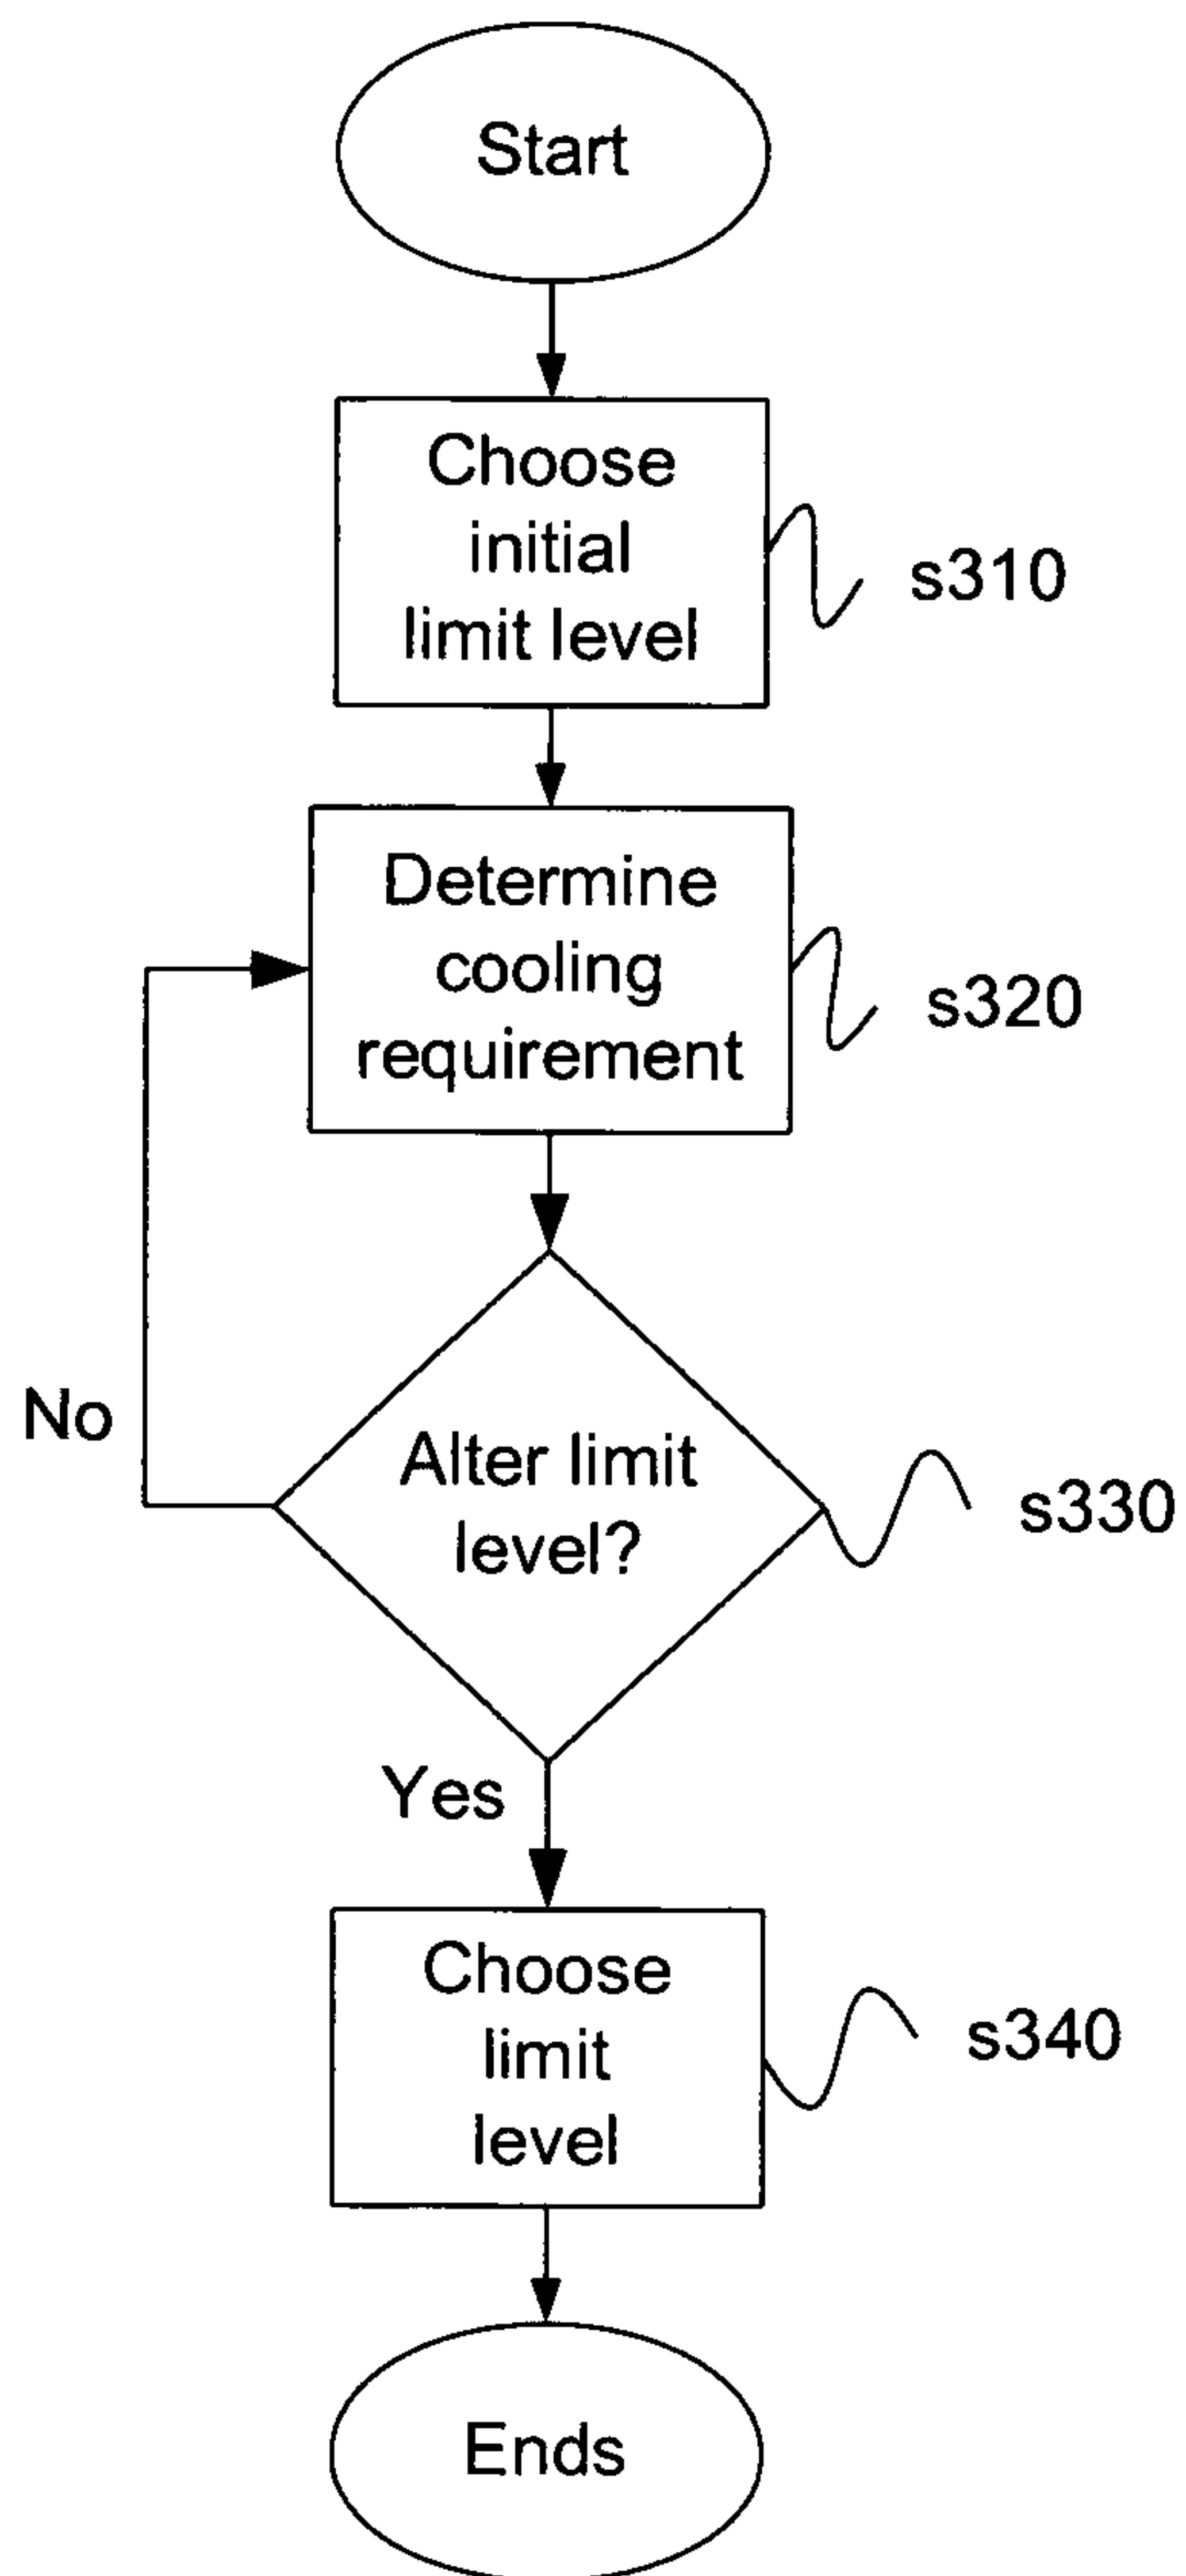 Start
Choose
initial
limit level
s310
Determine
cooling
requirement
s320
No
Alter limit
level?
s330
Yes
Choose
limit
level
s340
Ends